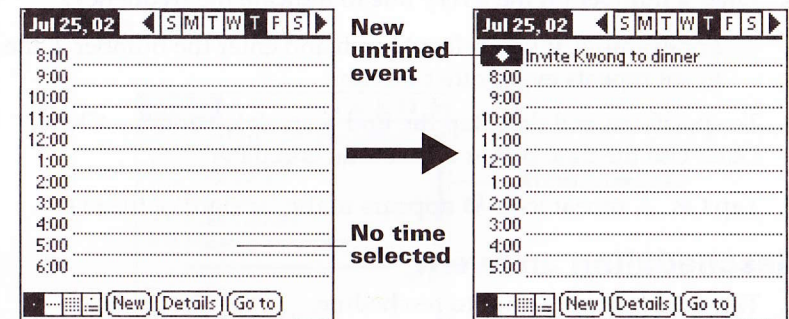 Jul 25, 02 S M T W T F S
8:00
9:00
10:00
11:00
12:00
1:00
2:00
3:00
4:00
5:00
6:00
New Details Go to
New
untimed
event
No time
selected
Jul 25, 02 S M T W T F S
Invite Kwong to dinner
8:00
9:00
10:00
11:00
12:00
1:00
2:00
3:00
4:00
5:00
New Details Go to